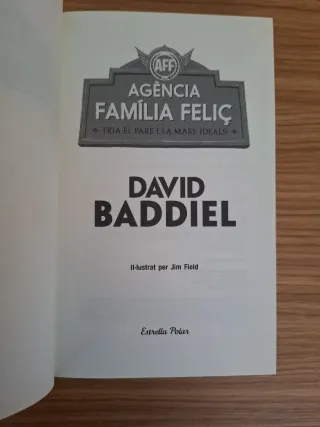 AFF
AGÈNCIA
FAMÍLIA FELIÇ
TRIA EL PARE I LA MARE IDEALS!
DAVID
BADDIEL
Il·lustrat per Jim Field
Estrella Polar